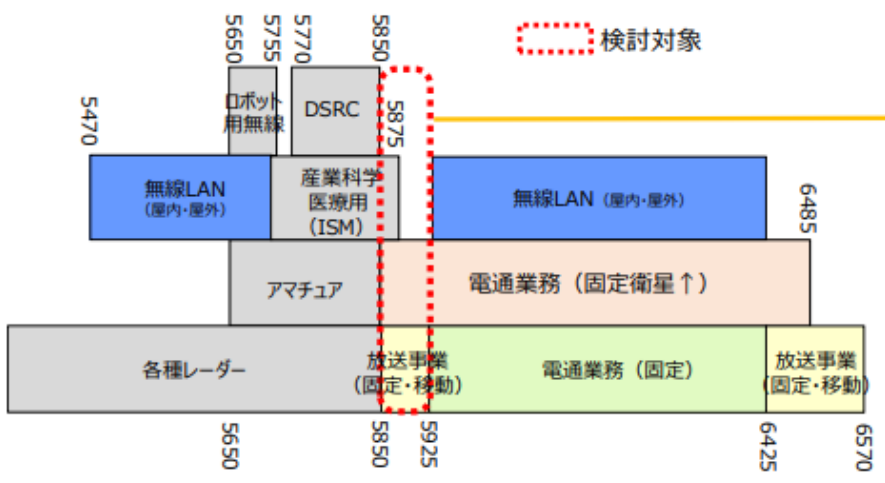 5650
5755
5770
5850
検討対象
ロボット
用無線
DSRC
5875
5470
無線LAN
(屋内・屋外)
産業科学
医療用
(ISM)
無線LAN (屋内・屋外)
6485
アマチュア
電通業務(固定衛星↑)
各種レーダー
放送事業
(固定・移動)
電通業務(固定)
放送事業
(固定・移動)
5650
5850
5925
6425
6570